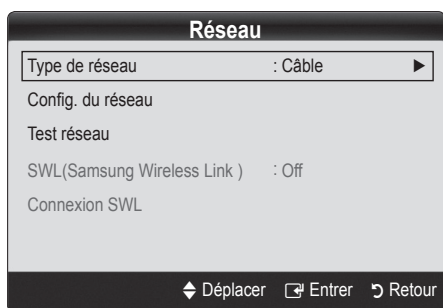 Réseau
Type de réseau : Câble ▶
Config. du réseau
Test réseau
SWL(Samsung Wireless Link ) : Off
Connexion SWL
Déplacer Entrer Retour